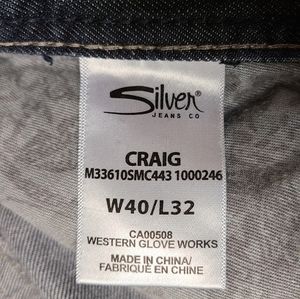 Silver®
JEANS CO
CRAIG
M33610SMC443 1000246
W40/L32
CA00508
WESTERN GLOVE WORKS
MADE IN CHINA/
FABRIQUÉ EN CHINE